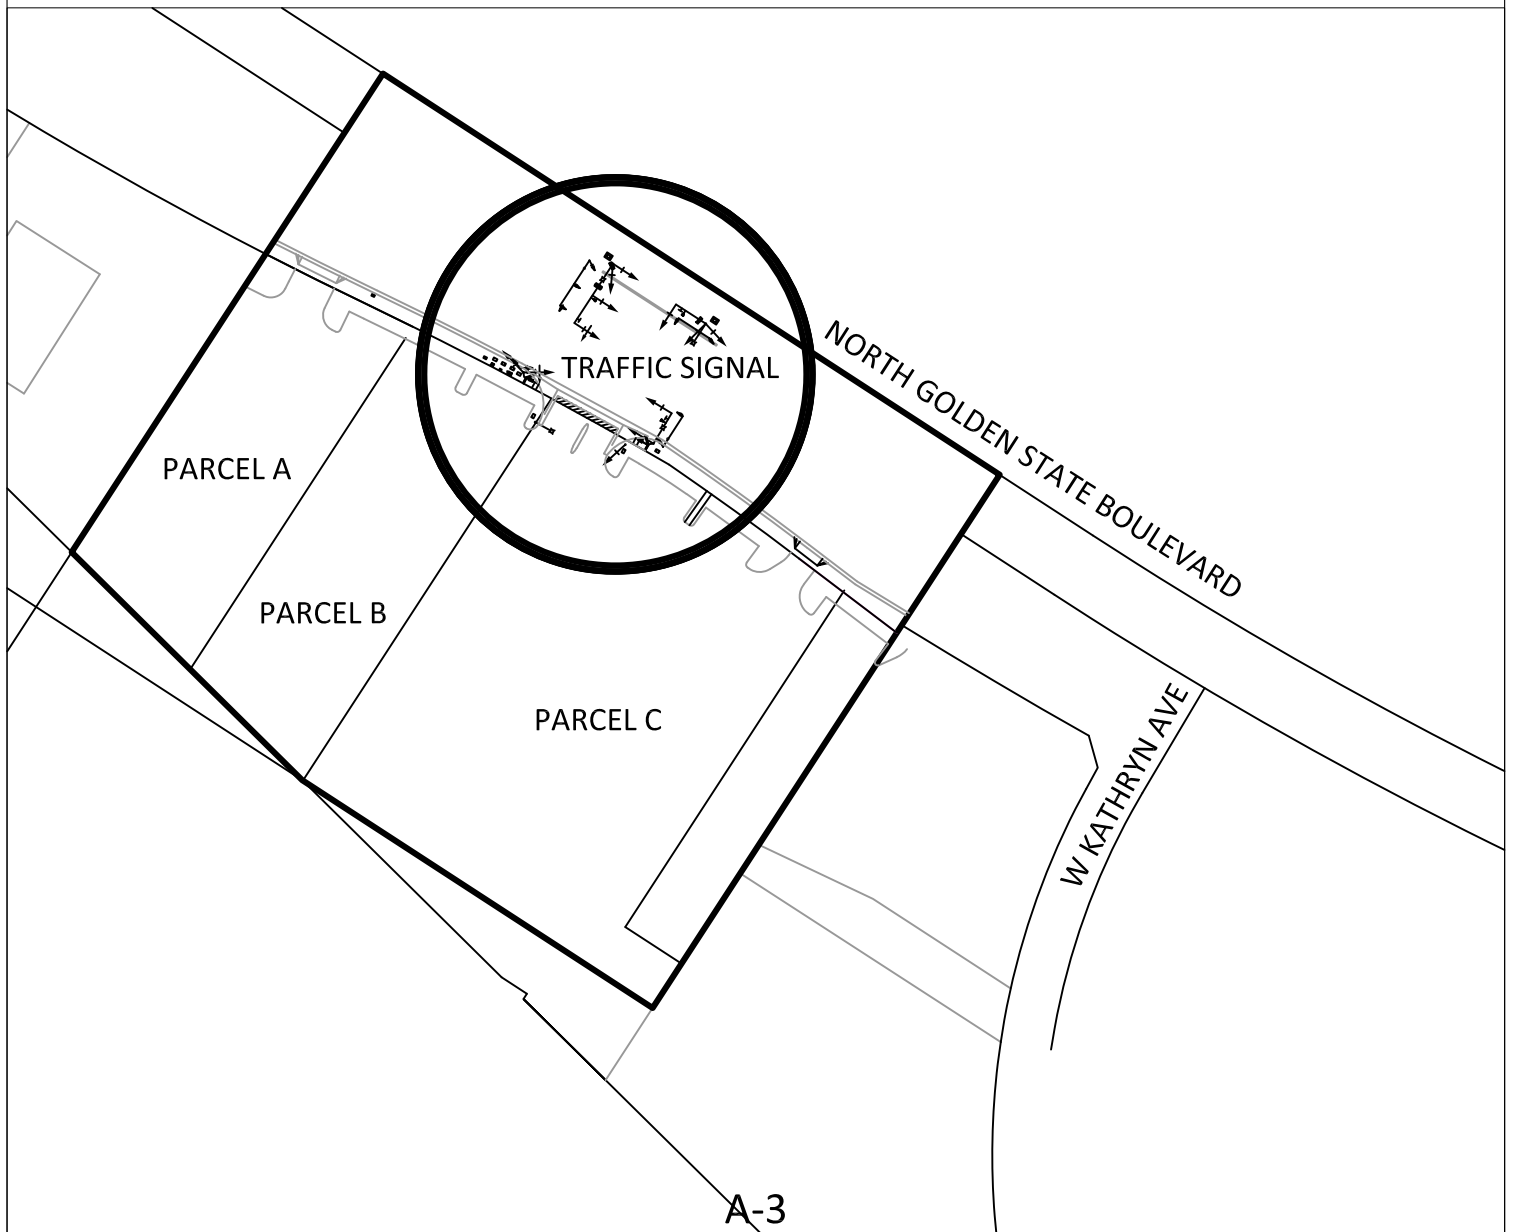 TRAFFIC SIGNAL
NORTH GOLDEN STATE BOULEVARD
PARCEL A
PARCEL B
PARCEL C
W KATHRYN AVE
A-3